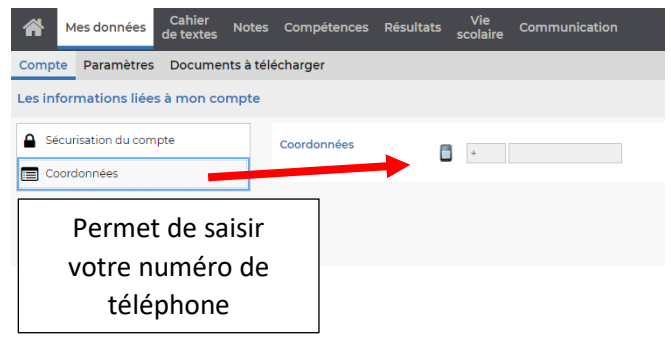 Mes données
Cahier
de textes
Notes
Compétences
Résultats
Vie
scolaire
Communication
Compte Paramètres Documents à télécharger
Les informations liées à mon compte
Sécurisation du compte
Coordonnées
Coordonnées
+
Permet de saisir
votre numéro de
téléphone